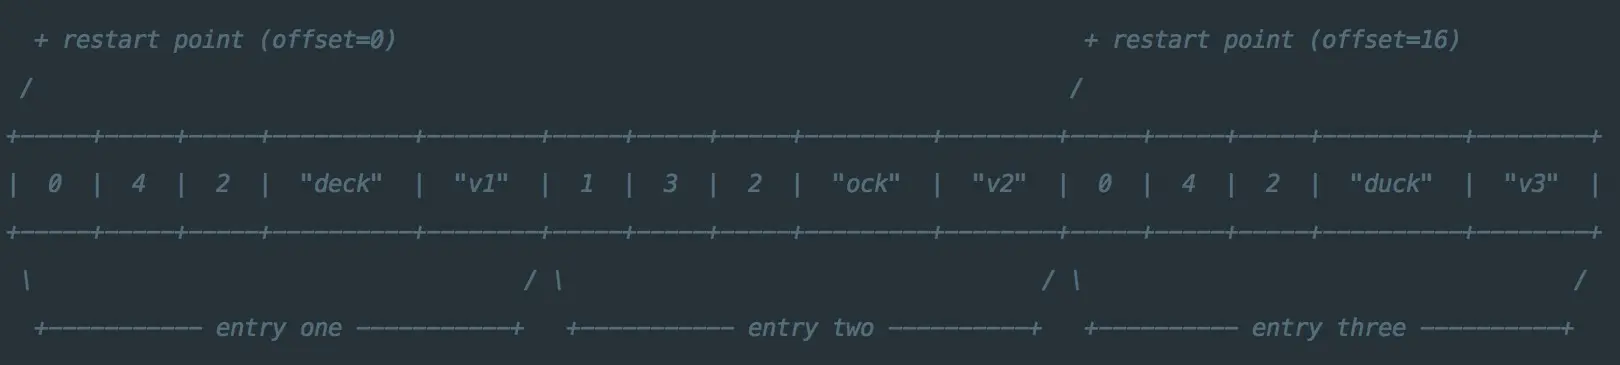 + restart point (offset=0) + restart point (offset=16)
/ /
+-----+-----+-----+----------+--------+-----+-----+-----+---------+--------+-----+-----+-----+----------+--------+
| 0 | 4 | 2 | "deck" | "v1" | 1 | 3 | 2 | "ock" | "v2" | 0 | 4 | 2 | "duck" | "v3" |
+-----+-----+-----+----------+--------+-----+-----+-----+---------+--------+-----+-----+-----+----------+--------+
\ / \ / \ /
+----------- entry one -----------+ +----------- entry two ----------+ +---------- entry three ----------+